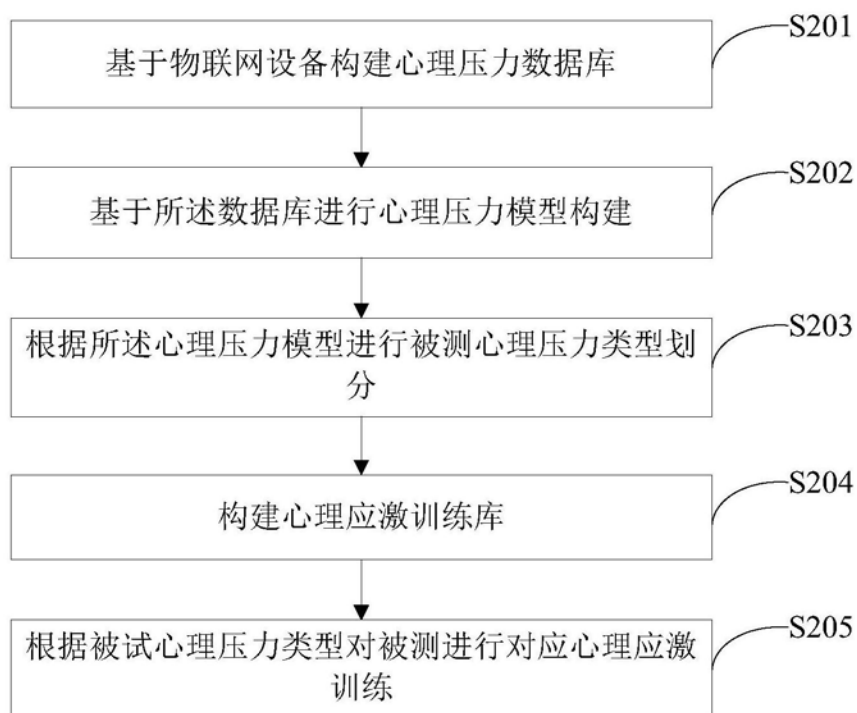 S201
基于物联网设备构建心理压力数据库
S202
基于所述数据库进行心理压力模型构建
S203
根据所述心理压力模型进行被测心理压力类型划
分
S204
构建心理应激训练库
S205
根据被试心理压力类型对被测进行对应心理应激
训练